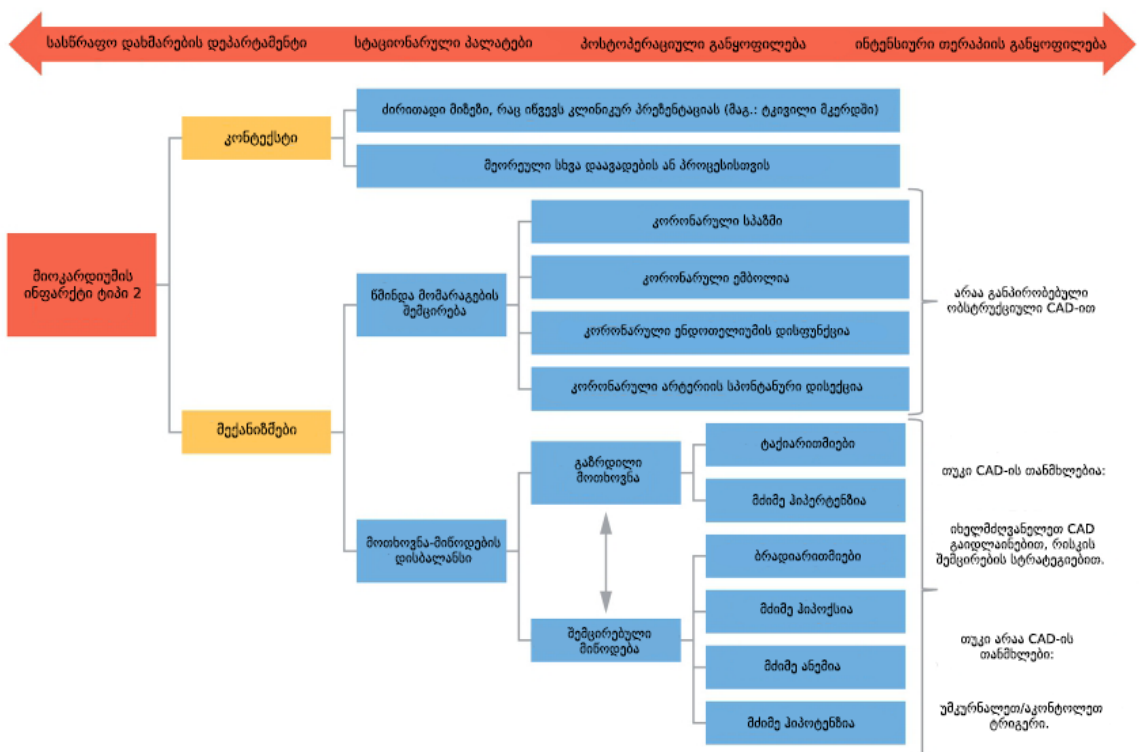 სასწრაფო დახმარების დეპარტამენტი
სტაციონარული პალატები
პოსტოპერაციული განყოფილება
ინტენსიური თერაპიის განყოფილება
ძირითადი მიზეზი, რაც იწვევს კლინიკურ პრეზენტაციას (მაგ.: ტკივილი მკერდში)
კონტექსტი
მეორეული სხვა დაავადების ან პროცესისთვის
მიოკარდიუმის
ინფარქტი ტიპი 2
წმინდა მომარაგების
შემცირება
კორონარული სპაზმი
კორონარული ემბოლია
კორონარული ენდოთელიუმის დისფუნქცია
კორონარული არტერიის სპონტანური დისექცია
არაა განპირობებული
ობსტრუქციული CAD-ით
მექანიზმები
მოთხოვნა-მიწოდების
დისბალანსი
გაზრდილი
მოთხოვნა
ტაქიარითმიები
მძიმე ჰიპერტენზია
შემცირებული
მიწოდება
ბრადიარითმიები
მძიმე ჰიპოქსია
მძიმე ანემია
მძიმე ჰიპოტენზია
თუკი CAD-ის თანმხლებია:
იხელმძღვანელეთ CAD
გაიდლაინებით, რისკის
შემცირების სტრატეგიებით.
თუკი არაა CAD-ის
თანმხლები:
უმკურნალეთ/აკონტოლეთ
ტრიგერი.